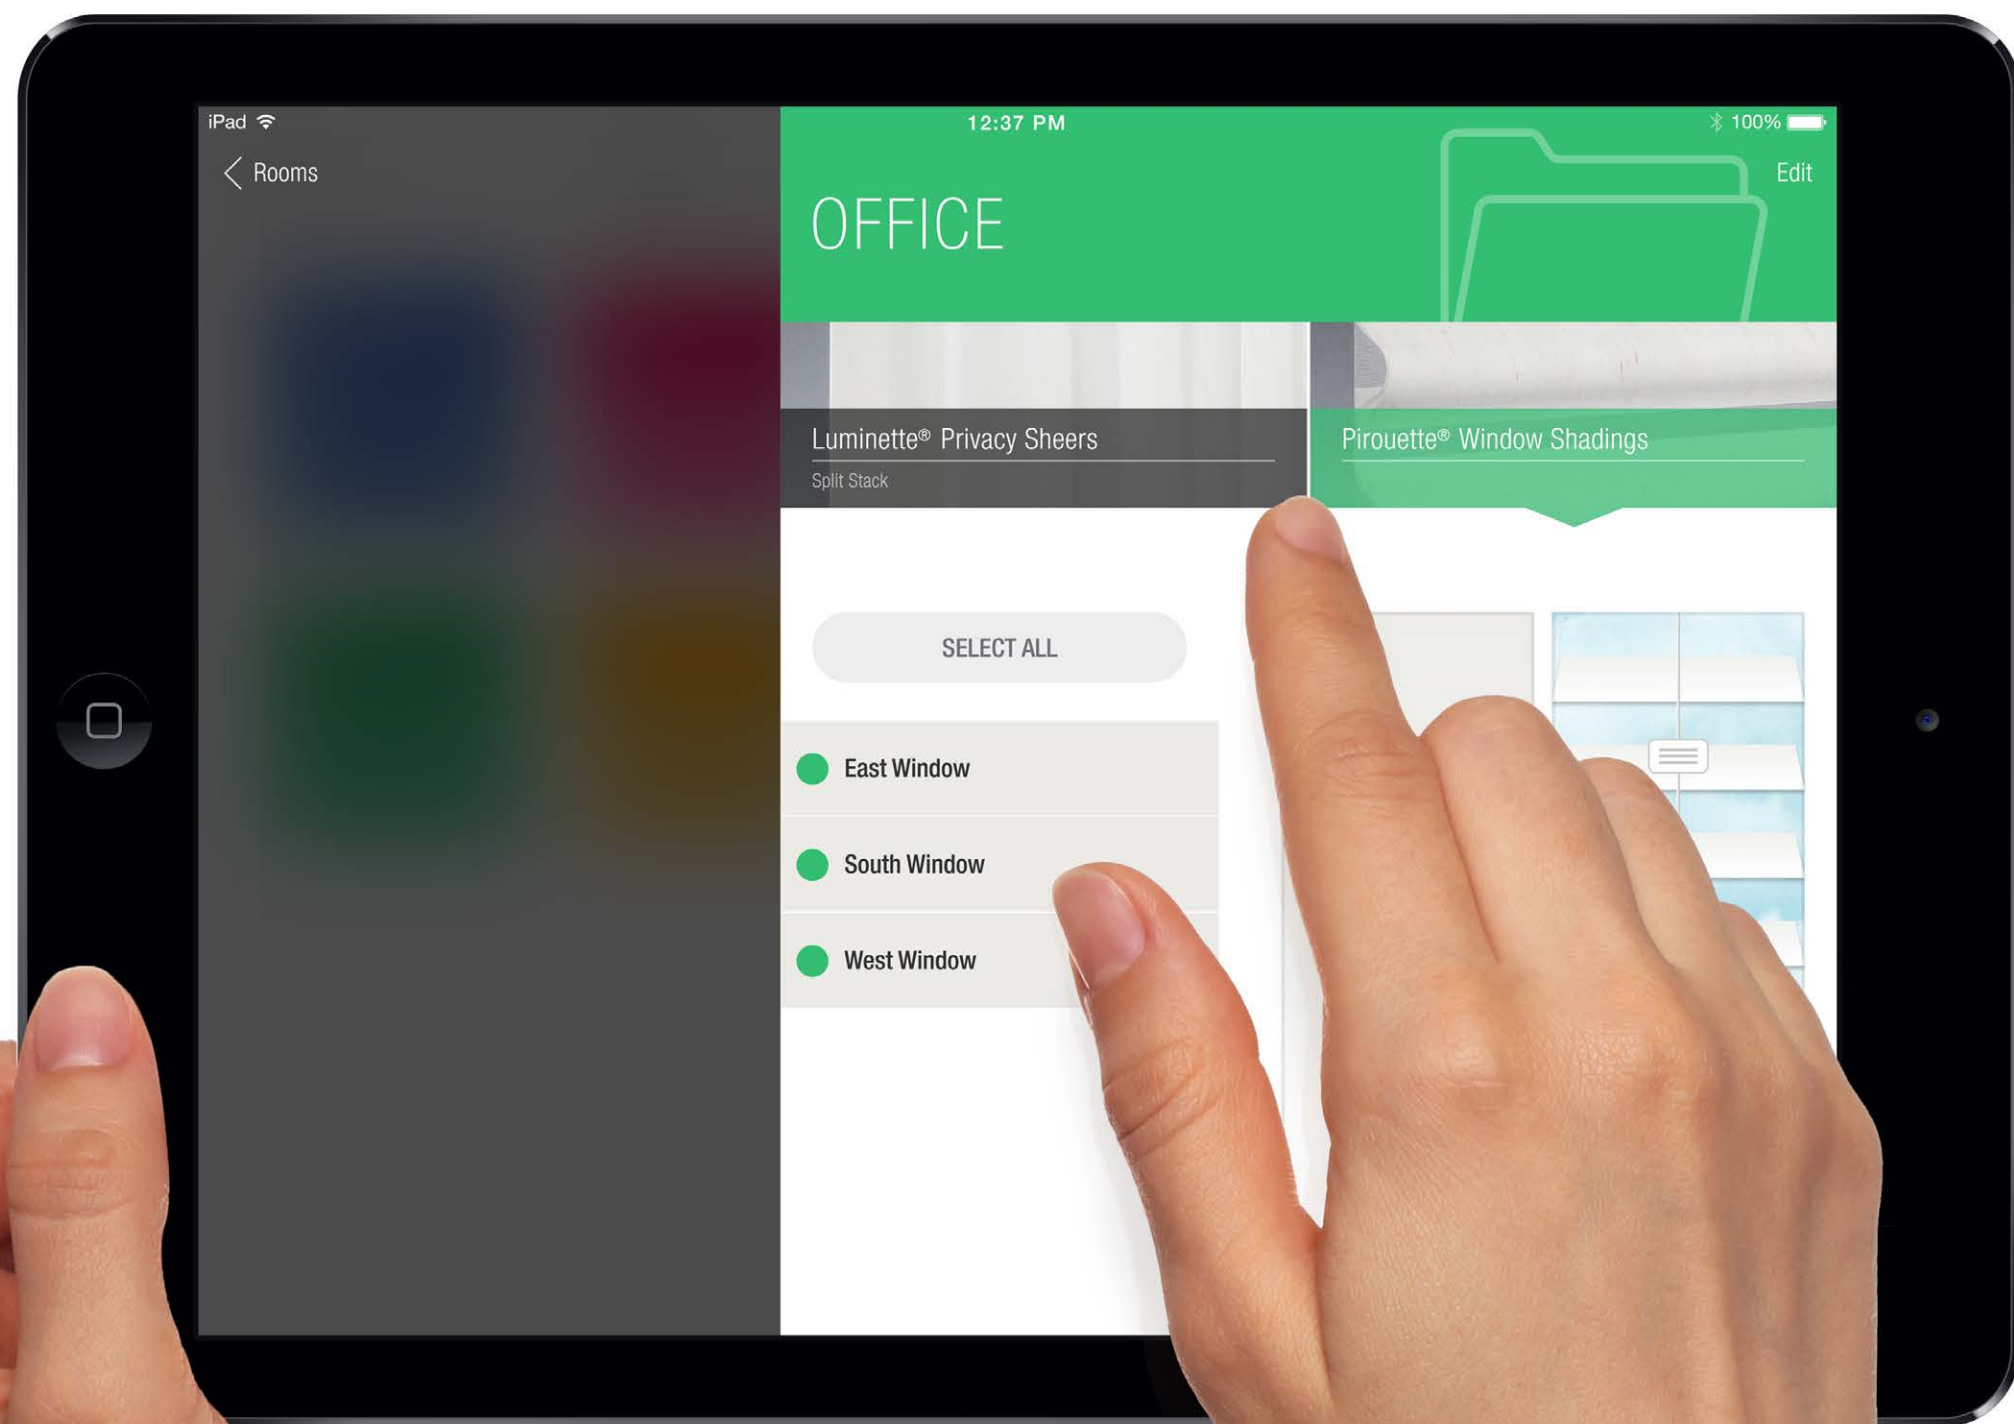 iPad
12:37 PM
100%
Rooms
Edit
OFFICE
Luminette® Privacy Sheers
Split Stack
Pirouette® Window Shadings
SELECT ALL
East Window
South Window
West Window